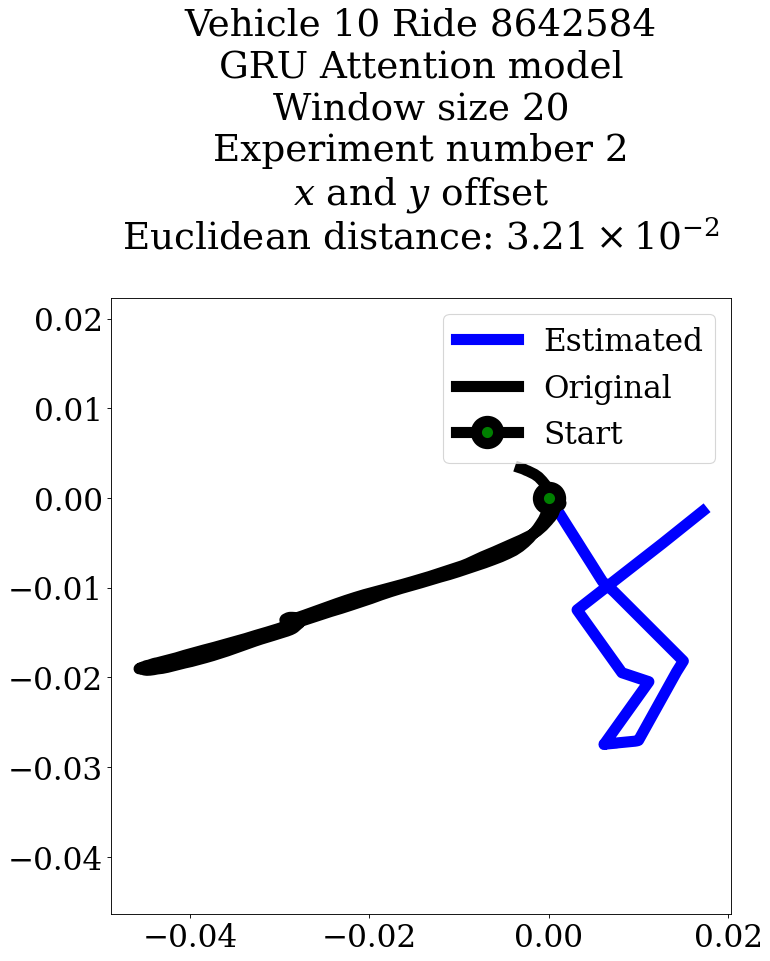 Vehicle 10 Ride 8642584
GRU Attention model
Window size 20
Experiment number 2
x and y offset
Euclidean distance: 3.21 × 10⁻²
0.02
0.01
0.00
−0.01
−0.02
−0.03
−0.04
Estimated
Original
Start
−0.04 −0.02 0.00 0.02